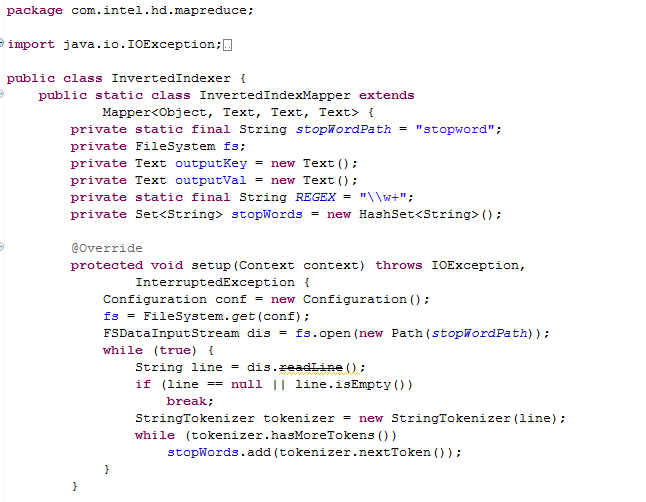 package com.intel.hd.mapreduce;
import java.io.IOException;
public class InvertedIndexer {
public static class InvertedIndexMapper extends
Mapper<Object, Text, Text, Text> {
private static final String stopWordPath = "stopword";
private FileSystem fs;
private Text outputKey = new Text();
private Text outputVal = new Text();
private static final String REGEX = "\\w+";
private Set<String> stopWords = new HashSet<String>();
@Override
protected void setup(Context context) throws IOException,
InterruptedException {
Configuration conf = new Configuration();
fs = FileSystem.get(conf);
FSDataInputStream dis = fs.open(new Path(stopWordPath));
while (true) {
String line = dis.readLine();
if (line == null || line.isEmpty())
break;
StringTokenizer tokenizer = new StringTokenizer(line);
while (tokenizer.hasMoreTokens())
stopWords.add(tokenizer.nextToken());
}
}